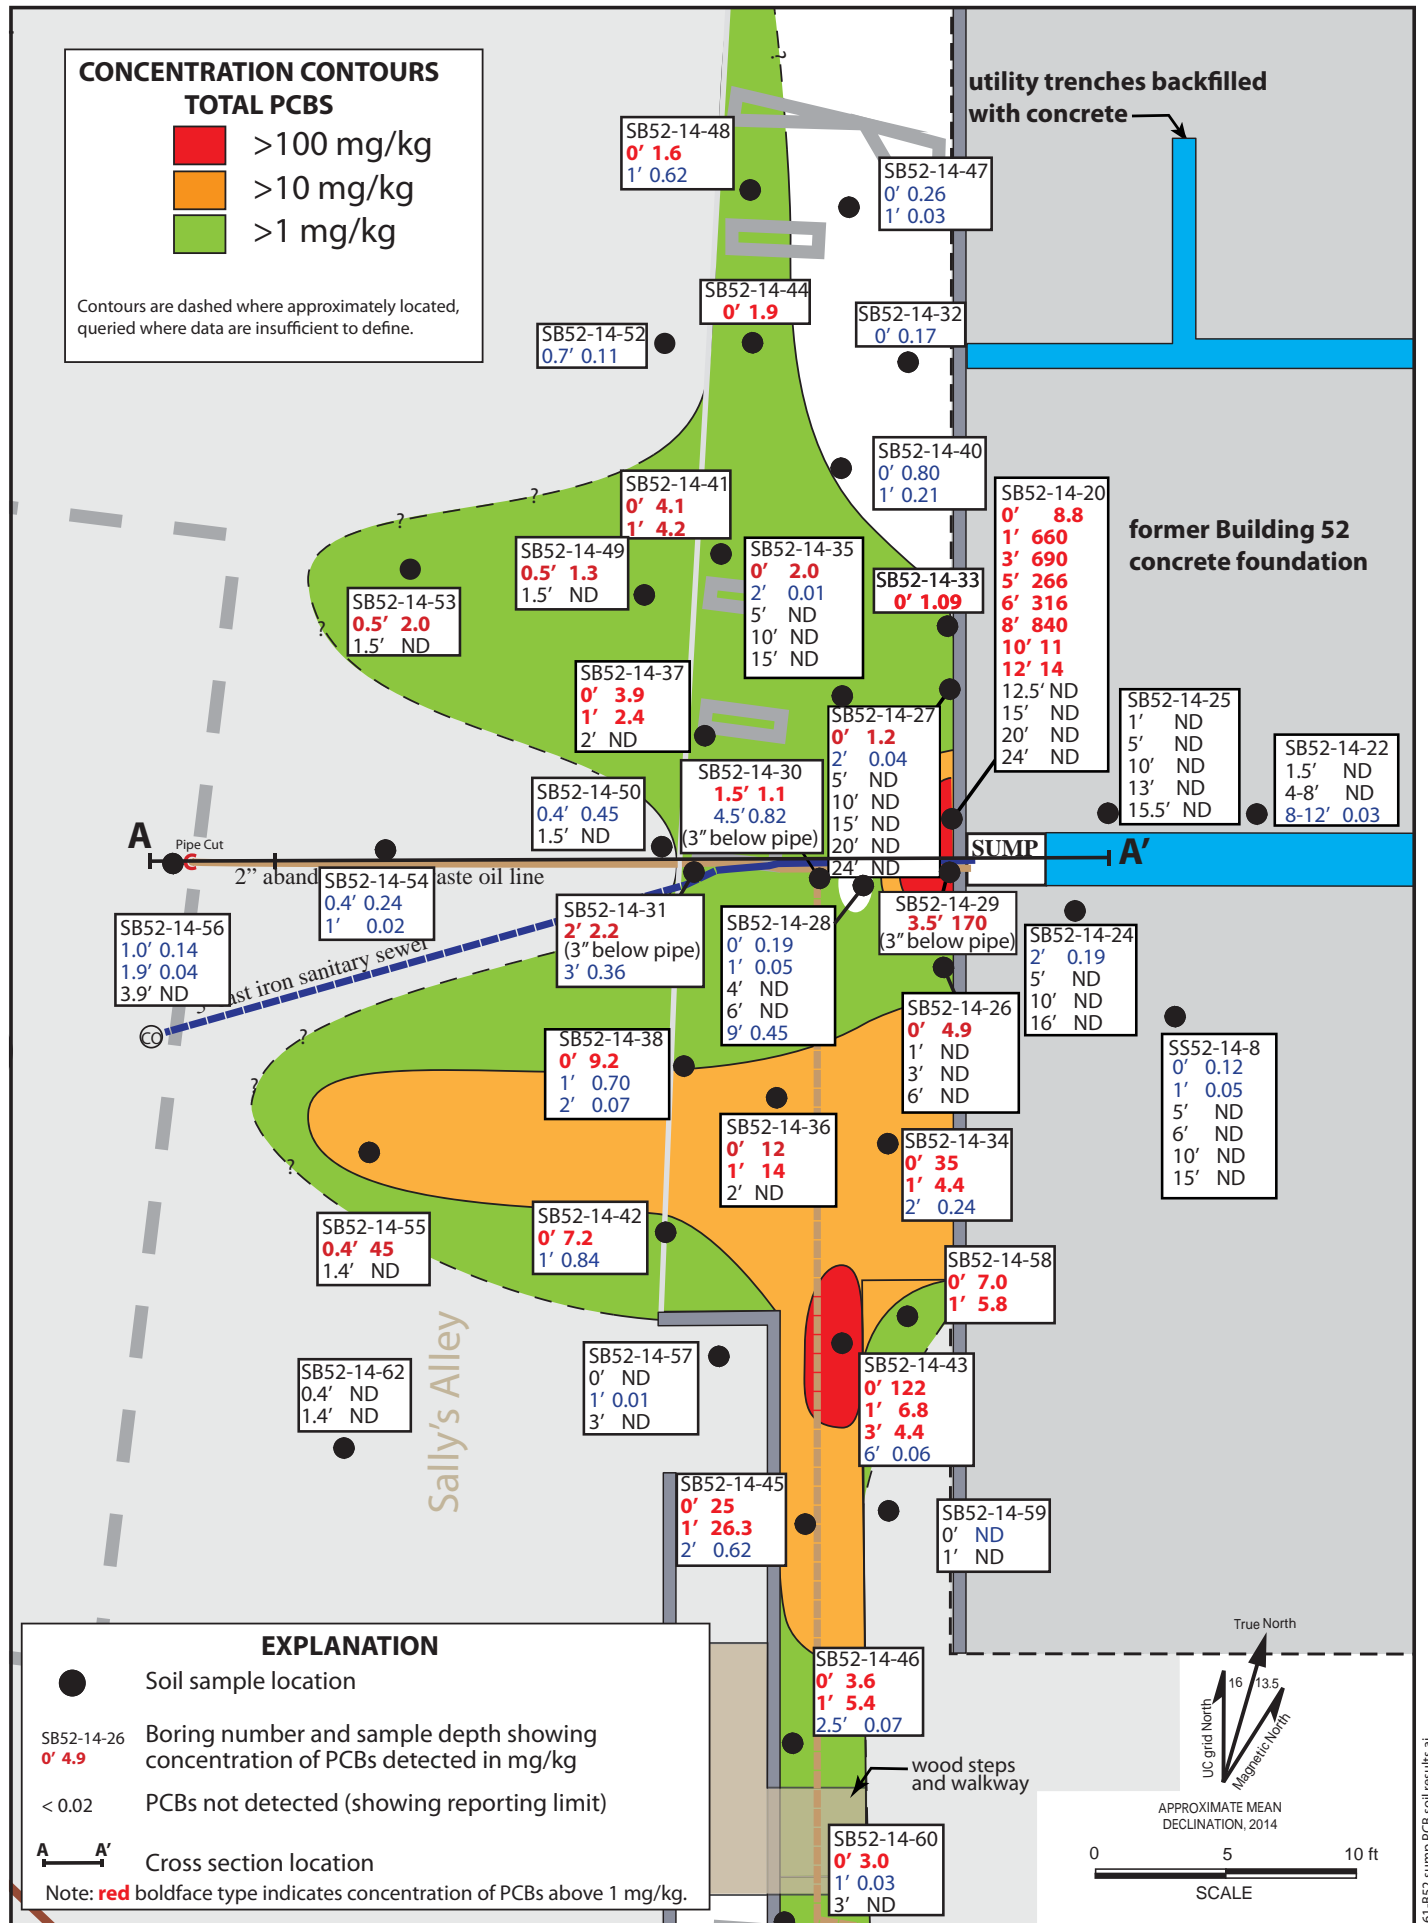 CONCENTRATION CONTOURS
TOTAL PCBS
>100 mg/kg
>10 mg/kg
>1 mg/kg
Contours are dashed where approximately located,
queried where data are insufficient to define.
?
utility trenches backfilled
with concrete
SB52-14-48
0' 1.6
1' 0.62
SB52-14-47
0' 0.26
1' 0.03
SB52-14-44
0' 1.9
SB52-14-32
0' 0.17
SB52-14-52
0.7' 0.11
SB52-14-40
0' 0.80
1' 0.21
SB52-14-41
0' 4.1
1' 4.2
?
?
SB52-14-20
0' 8.8
1' 660
3' 690
5' 266
6' 316
8' 840
10' 11
12' 14
12.5' ND
15' ND
20' ND
24' ND
former Building 52
concrete foundation
SB52-14-49
0.5' 1.3
1.5' ND
SB52-14-35
0' 2.0
2' 0.01
5' ND
10' ND
15' ND
SB52-14-33
0' 1.09
SB52-14-53
0.5' 2.0
1.5' ND
?
SB52-14-37
0' 3.9
1' 2.4
2' ND
SB52-14-27
0' 1.2
2' 0.04
5' ND
10' ND
15' ND
20' ND
24' ND
SB52-14-25
1' ND
5' ND
10' ND
13' ND
15.5' ND
SB52-14-22
1.5' ND
4-8' ND
8-12' 0.03
SB52-14-30
1.5' 1.1
4.5' 0.82
(3" below pipe)
SB52-14-50
0.4' 0.45
1.5' ND
A
Pipe Cut
C
SUMP
A'
2" aband
aste oil line
SB52-14-54
0.4' 0.24
1' 0.02
SB52-14-31
2' 2.2
(3" below pipe)
3' 0.36
SB52-14-28
0' 0.19
1' 0.05
4' ND
6' ND
9' 0.45
SB52-14-29
3.5' 170
(3" below pipe)
SB52-14-24
2' 0.19
5' ND
10' ND
16' ND
SB52-14-56
1.0' 0.14
1.9' 0.04
3.9' ND
ast iron sanitary sewer
CO
SB52-14-26
0' 4.9
1' ND
3' ND
6' ND
SS52-14-8
0' 0.12
1' 0.05
5' ND
6' ND
10' ND
15' ND
?
?
?
SB52-14-38
0' 9.2
1' 0.70
2' 0.07
SB52-14-36
0' 12
1' 14
2' ND
SB52-14-34
0' 35
1' 4.4
2' 0.24
SB52-14-55
0.4' 45
1.4' ND
SB52-14-42
0' 7.2
1' 0.84
SB52-14-58
0' 7.0
1' 5.8
Sally's Alley
SB52-14-57
0' ND
1' 0.01
3' ND
SB52-14-43
0' 122
1' 6.8
3' 4.4
6' 0.06
SB52-14-62
0.4' ND
1.4' ND
SB52-14-45
0' 25
1' 26.3
2' 0.62
SB52-14-59
0' ND
1' ND
SB52-14-46
0' 3.6
1' 5.4
2.5' 0.07
wood steps
and walkway
SB52-14-60
0' 3.0
1' 0.03
3' ND
EXPLANATION
Soil sample location
SB52-14-26
0' 4.9
Boring number and sample depth showing
concentration of PCBs detected in mg/kg
< 0.02
PCBs not detected (showing reporting limit)
A A'
Cross section location
Note: red boldface type indicates concentration of PCBs above 1 mg/kg.
True North
16
13.5
UC grid North
Magnetic North
APPROXIMATE MEAN
DECLINATION, 2014
0 5 10 ft
SCALE
61-B52 sump PCB soil results.ai